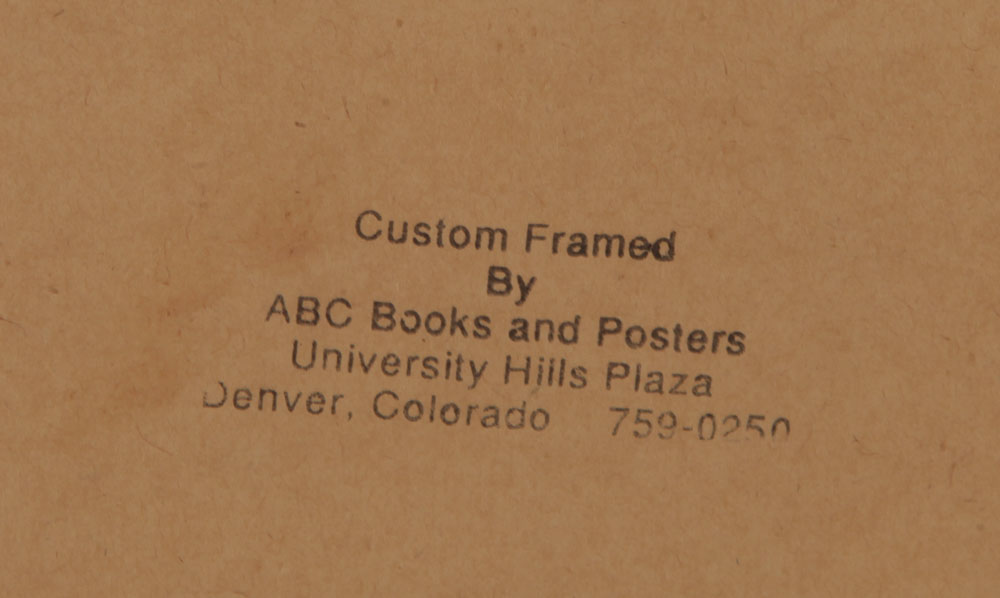 Custom Framed
By
ABC Books and Posters
University Hills Plaza
Denver, Colorado 759-0250